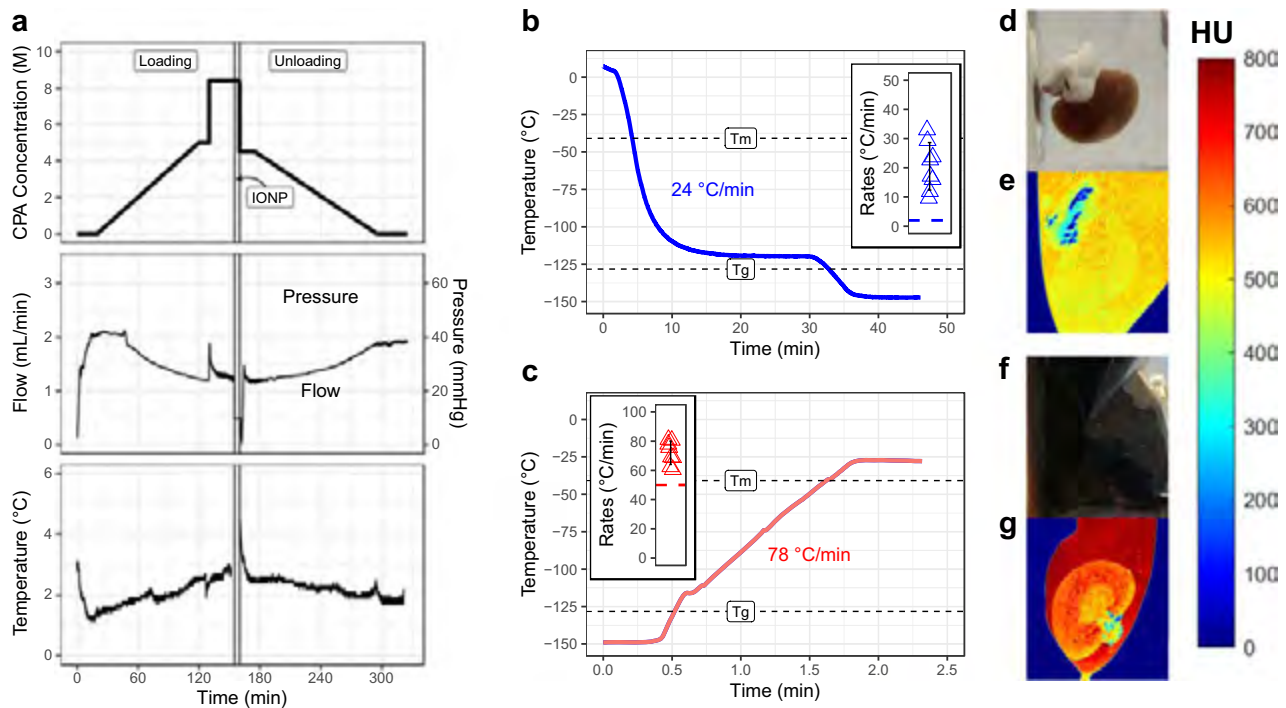 a
CPA Concentration (M)
10
8
6
4
2
0
Loading
Unloading
IONP
Flow (mL/min)
3
2
1
0
Pressure
Flow
60
40
20
0
Pressure (mmHg)
Temperature (°C)
6
4
2
0
0 60 120 180 240 300
Time (min)
b
Temperature (°C)
0
−25
−50
−75
−100
−125
−150
Tm
24 °C/min
Tg
Rates (°C/min)
50
40
30
20
10
0
0 10 20 30 40 50
Time (min)
c
Temperature (°C)
0
−25
−50
−75
−100
−125
−150
Rates (°C/min)
100
80
60
40
20
0
Tm
78 °C/min
Tg
0.0 0.5 1.0 1.5 2.0 2.5
Time (min)
d
e
f
g
HU
800
700
600
500
400
300
200
100
0